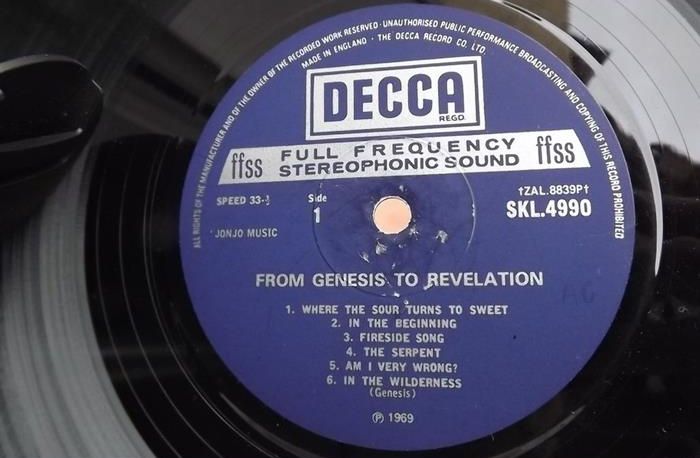 ALL RIGHTS OF THE MANUFACTURER AND OF THE OWNER OF THE RECORDED WORK RESERVED · UNAUTHORISED PUBLIC PERFORMANCE BROADCASTING AND COPYING OF THIS RECORD PROHIBITED
MADE IN ENGLAND · THE DECCA RECORD CO. LTD.
DECCA
REGD.
ffss FULL FREQUENCY STEREOPHONIC SOUND ffss
SPEED 33⅓
Side
1
†ZAL.8839P†
SKL.4990
JONJO MUSIC
FROM GENESIS TO REVELATION
1. WHERE THE SOUR TURNS TO SWEET
2. IN THE BEGINNING
3. FIRESIDE SONG
4. THE SERPENT
5. AM I VERY WRONG?
6. IN THE WILDERNESS
(Genesis)
℗ 1969
AG